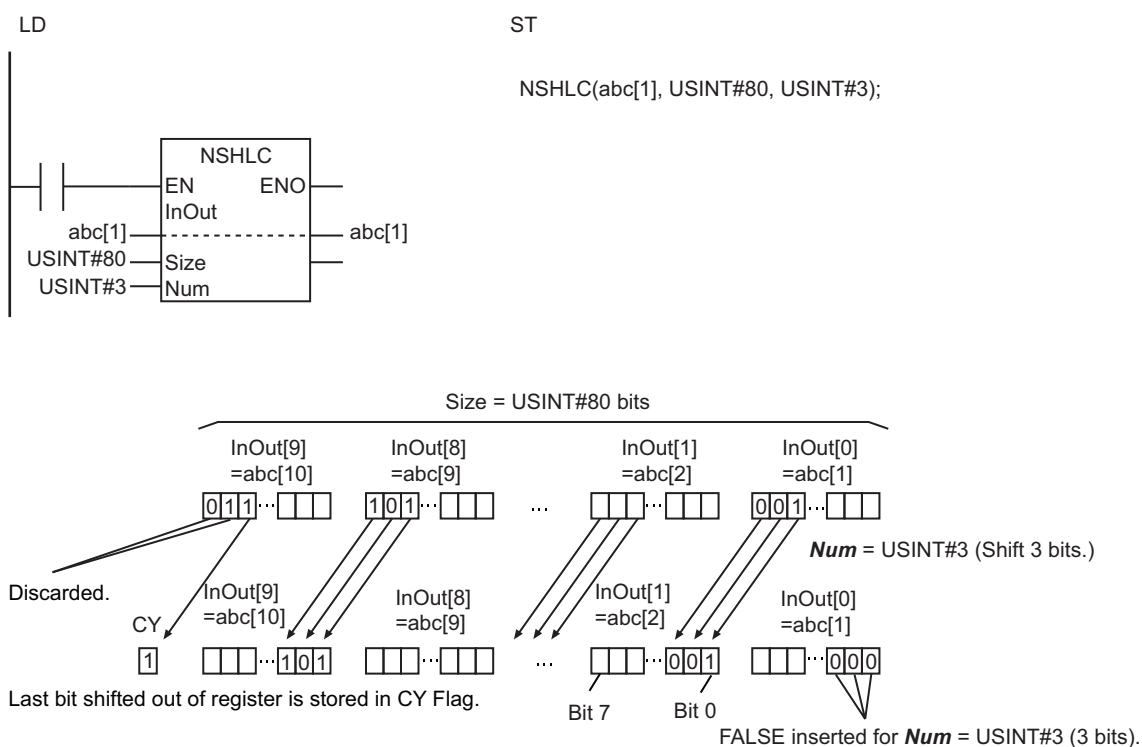 LD
ST
NSHLC(abc[1], USINT#80, USINT#3);
NSHLC
EN ENO
InOut
abc[1] abc[1]
USINT#80 Size
USINT#3 Num
Size = USINT#80 bits
InOut[9] InOut[8] InOut[1] InOut[0]
=abc[10] =abc[9] =abc[2] =abc[1]
0 1 1 ... 1 0 1 ... ... ... 0 0 1 ...
Num = USINT#3 (Shift 3 bits.)
Discarded.
InOut[9] InOut[8] InOut[1] InOut[0]
=abc[10] =abc[9] =abc[2] =abc[1]
CY
1 ... 1 0 1 ... ... ... 0 0 1 ... 0 0 0
Last bit shifted out of register is stored in CY Flag.
Bit 7 Bit 0
FALSE inserted for Num = USINT#3 (3 bits).